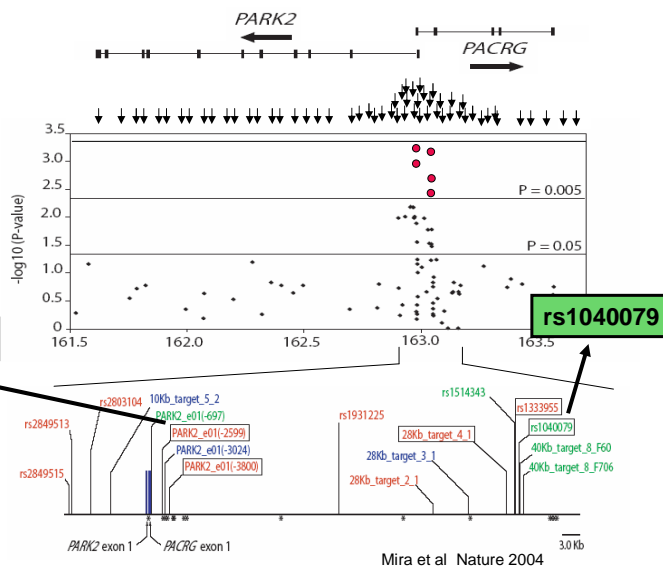 PARK2
PACRG
3.5
3.0
2.5
2.0
1.5
1.0
0.5
0
-log10 (P-value)
P = 0.005
P = 0.05
161.5
162.0
162.5
163.0
163.5
rs1040079
rs2849513
rs2849515
rs2803104
10Kb_target_5_2
PARK2_e01(-697)
PARK2_e01(-2599)
PARK2_e01(-3024)
PARK2_e01(-3800)
rs1931225
28Kb_target_4_1
28Kb_target_3_1
28Kb_target_2_1
rs1514343
rs1333955
rs1040079
40Kb_target_8_F60
40Kb_target_8_F706
PARK2 exon 1
PACRG exon 1
3.0 Kb
Mira et al Nature 2004